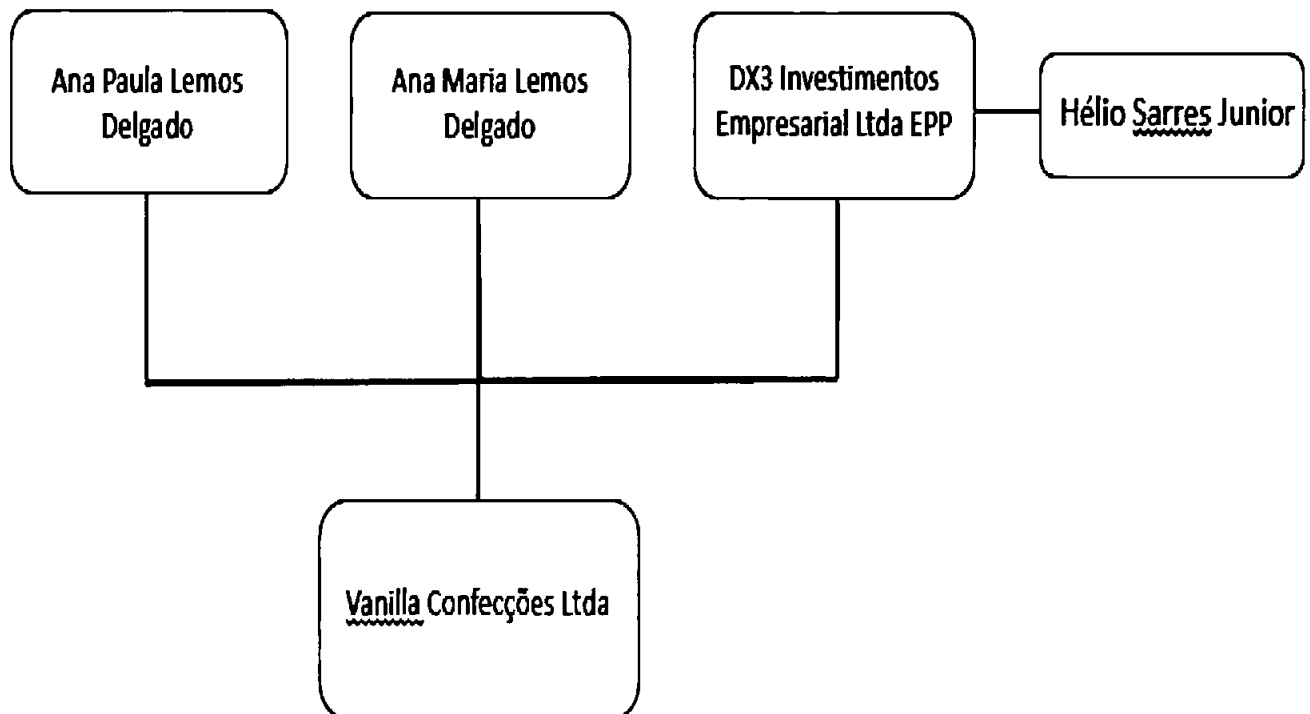 Ana Paula Lemos
Delgado
Ana Maria Lemos
Delgado
DX3 Investimentos
Empresarial Ltda EPP
Hélio Sarres Junior
Vanilla Confecções Ltda